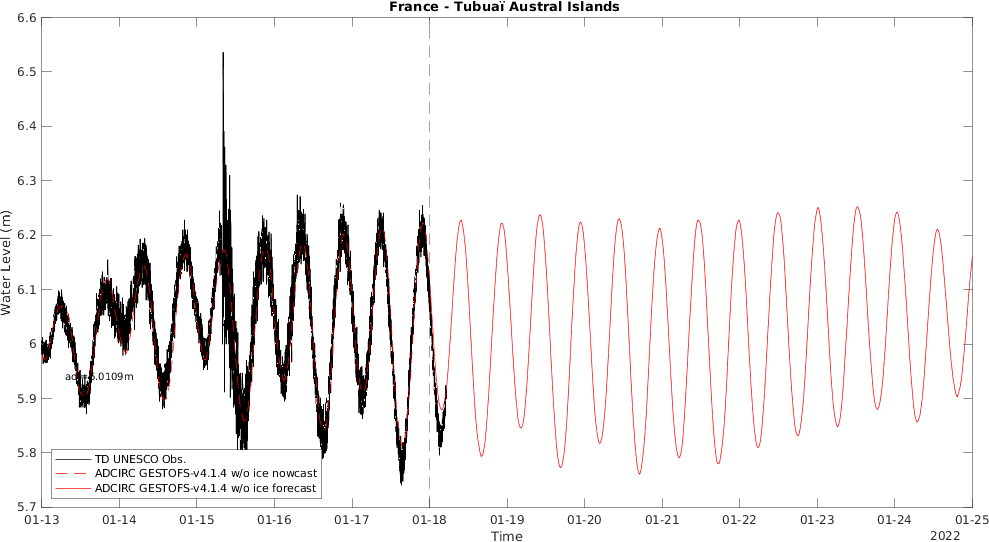 France - Tubuaï Austral Islands
6.6
6.5
6.4
6.3
6.2
6.1
6
5.9
5.8
5.7
Water Level (m)
adj=6.0109m
TD UNESCO Obs.
ADCIRC GESTOFS-v4.1.4 w/o ice nowcast
ADCIRC GESTOFS-v4.1.4 w/o ice forecast
01-13 01-14 01-15 01-16 01-17 01-18 01-19 01-20 01-21 01-22 01-23 01-24 01-25
Time
2022